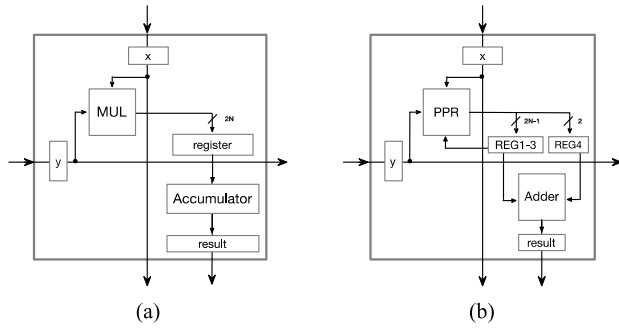 x
MUL
2N
y
register
Accumulator
result
(a)
x
PPR
2N-1
2
y
REG1-3
REG4
Adder
result
(b)